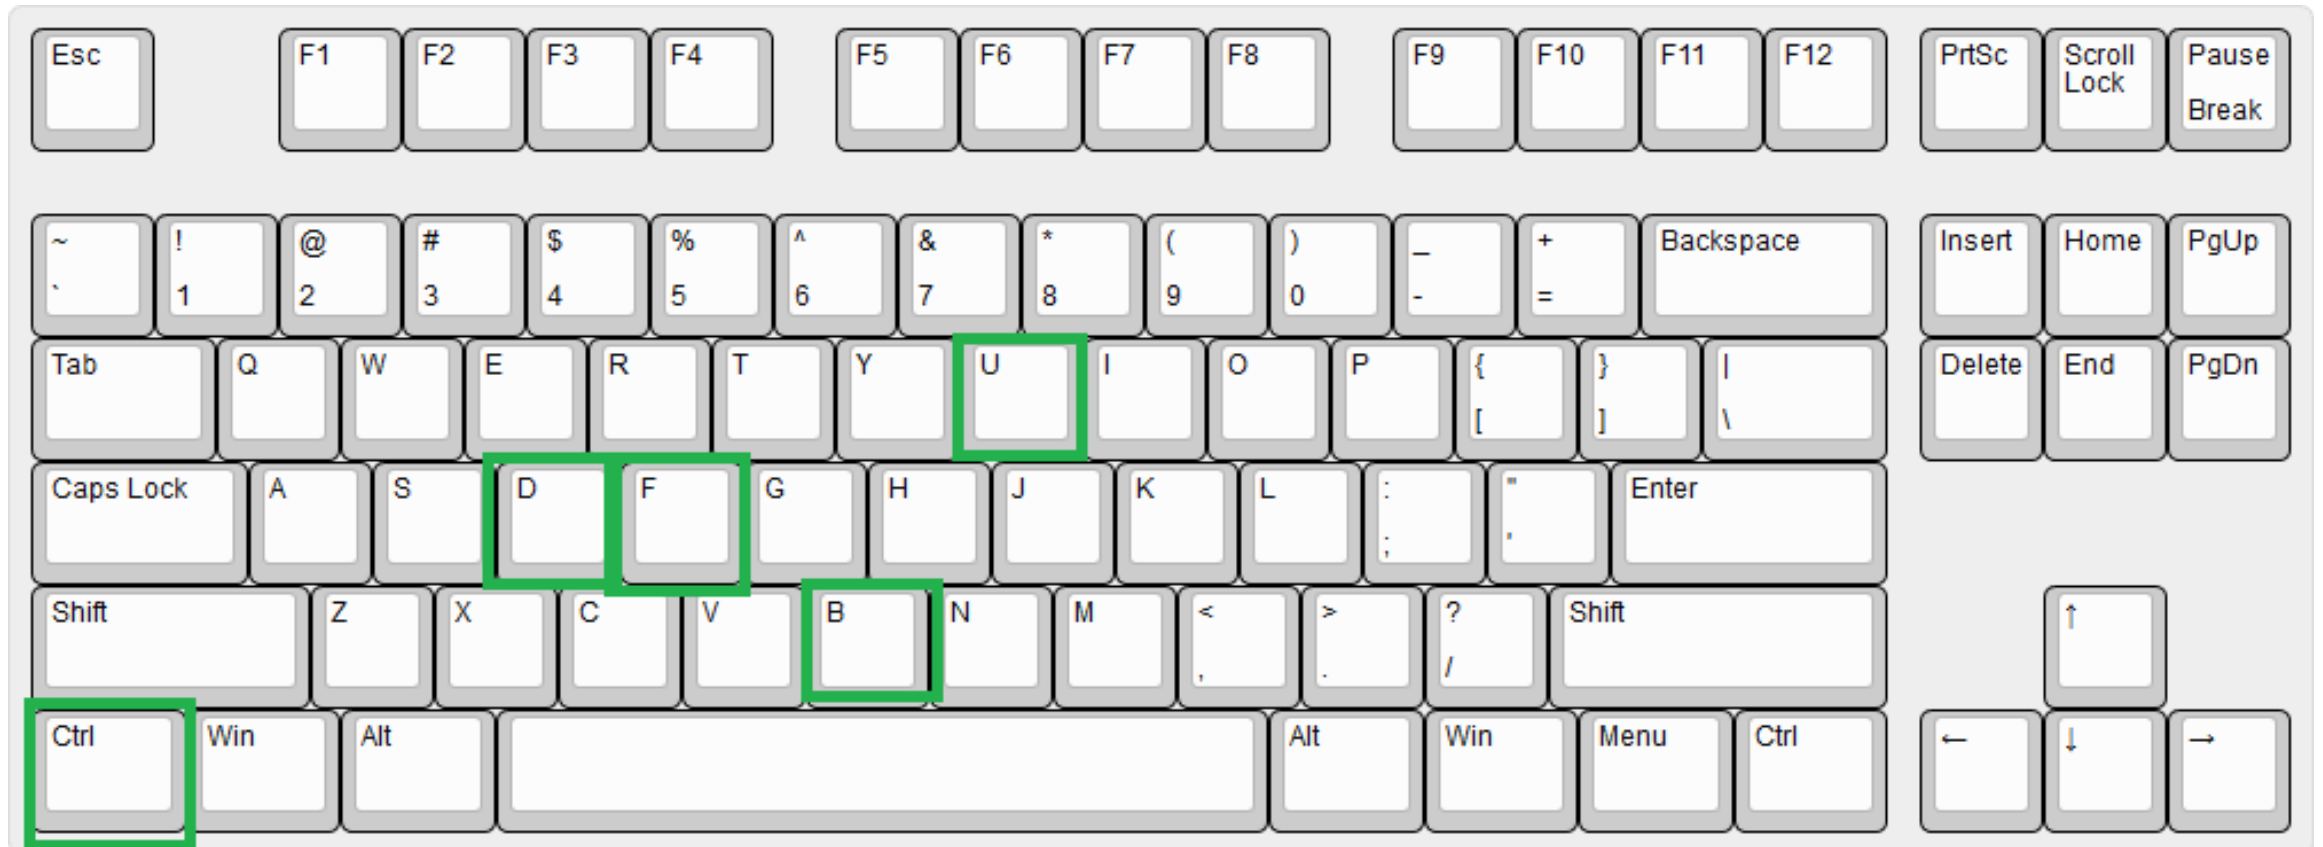 Esc F1 F2 F3 F4 F5 F6 F7 F8 F9 F10 F11 F12 PrtSc Scroll Lock Pause Break
~ ! @ # $ % ^ & * ( ) _ + Backspace Insert Home PgUp
` 1 2 3 4 5 6 7 8 9 0 - =
Tab Q W E R T Y U I O P { } | Delete End PgDn
[ ] \
Caps Lock A S D F G H J K L : " Enter
; '
Shift Z X C V B N M < > ? Shift ↑
, . /
Ctrl Win Alt Alt Win Menu Ctrl ← ↓ →